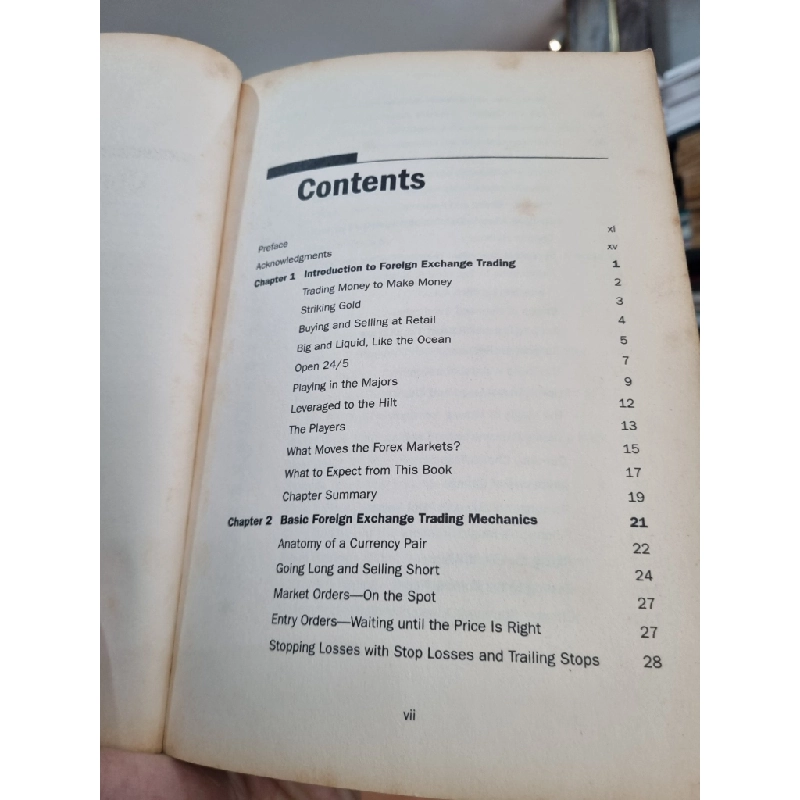 Contents
Preface xi
Acknowledgments xv
Chapter 1 Introduction to Foreign Exchange Trading 1
Trading Money to Make Money 2
Striking Gold 3
Buying and Selling at Retail 4
Big and Liquid, Like the Ocean 5
Open 24/5 7
Playing in the Majors 9
Leveraged to the Hilt 12
The Players 13
What Moves the Forex Markets? 15
What to Expect from This Book 17
Chapter Summary 19
Chapter 2 Basic Foreign Exchange Trading Mechanics 21
Anatomy of a Currency Pair 22
Going Long and Selling Short 24
Market Orders—On the Spot 27
Entry Orders—Waiting until the Price Is Right 27
Stopping Losses with Stop Losses and Trailing Stops 28
vii